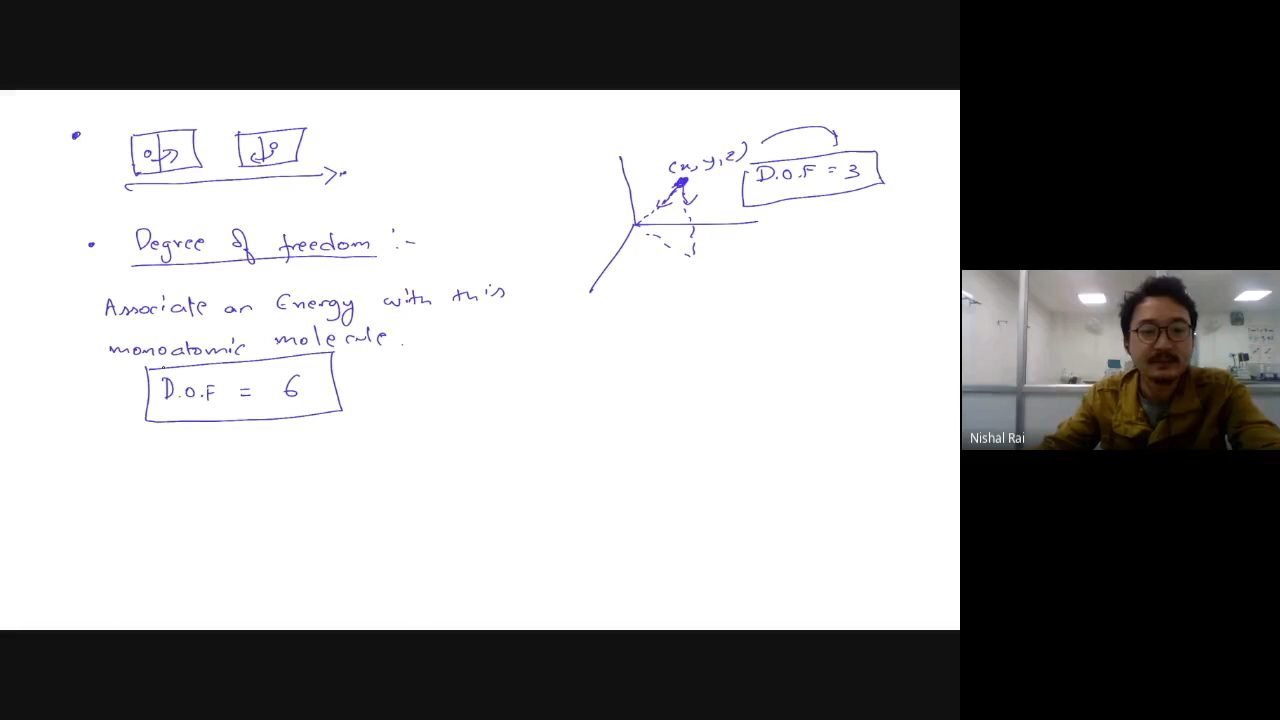 (x, y, z)
D.O.F = 3
• Degree of freedom :-
Associate an Energy with this
monoatomic molecule.
D.O.F = 6
Nishal Rai